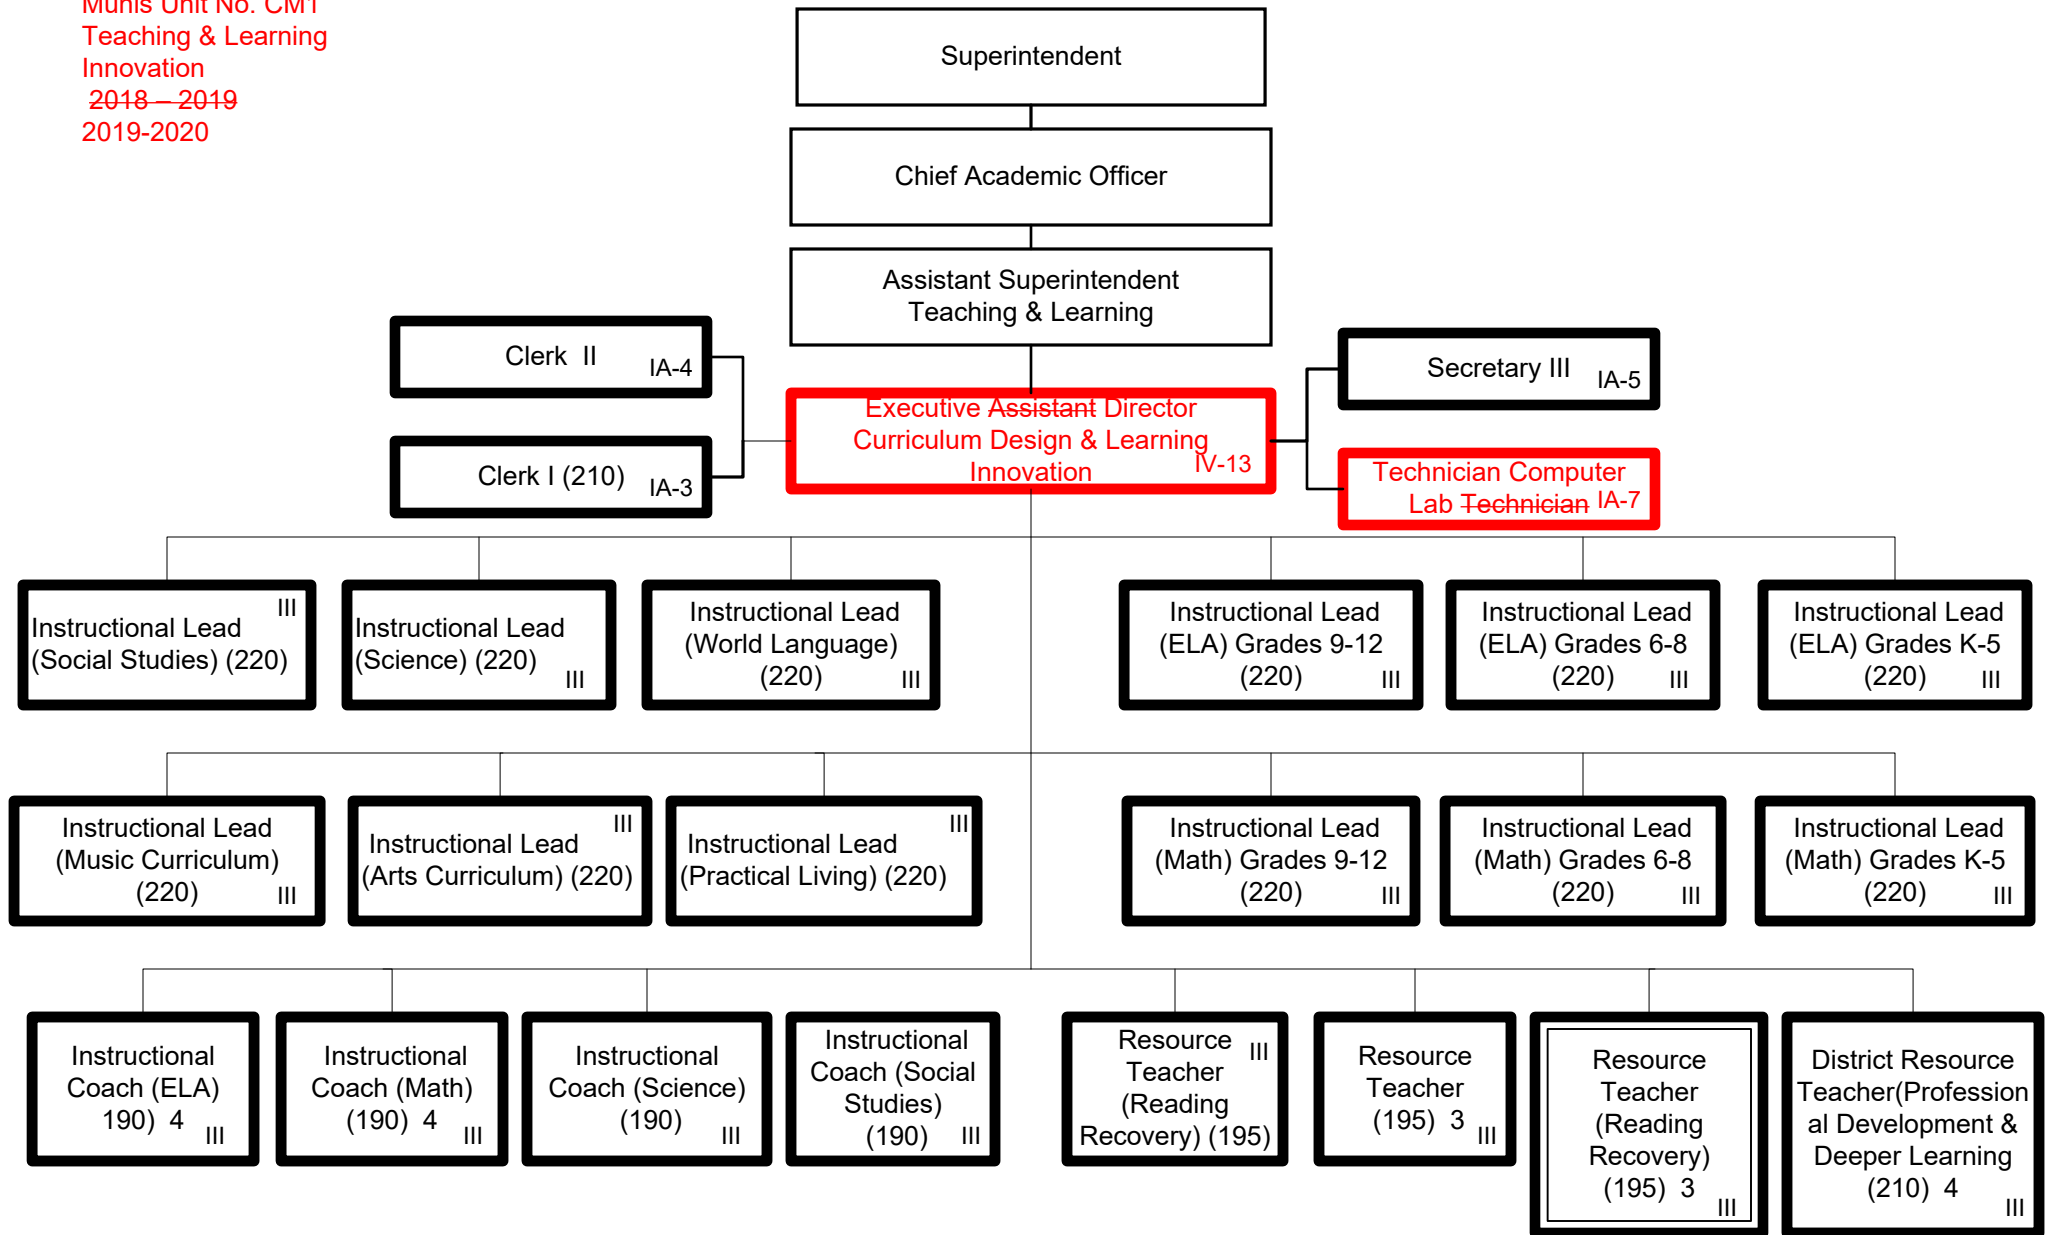 Munis Unit No. CM1
Teaching & Learning
Innovation
2018 – 2019
2019-2020
Superintendent
Chief Academic Officer
Assistant Superintendent
Teaching & Learning
Clerk II
IA-4
Clerk I (210)
IA-3
Executive Assistant Director
Curriculum Design & Learning
Innovation
IV-13
Secretary III
IA-5
Technician Computer
Lab Technician
IA-7
III
Instructional Lead
(Social Studies) (220)
Instructional Lead
(Science) (220)
III
Instructional Lead
(World Language)
(220)
III
Instructional Lead
(ELA) Grades 9-12
(220)
III
Instructional Lead
(ELA) Grades 6-8
(220)
III
Instructional Lead
(ELA) Grades K-5
(220)
III
Instructional Lead
(Music Curriculum)
(220)
III
III
Instructional Lead
(Arts Curriculum) (220)
III
Instructional Lead
(Practical Living) (220)
Instructional Lead
(Math) Grades 9-12
(220)
III
Instructional Lead
(Math) Grades 6-8
(220)
III
Instructional Lead
(Math) Grades K-5
(220)
III
Instructional
Coach (ELA)
190) 4
III
Instructional
Coach (Math)
(190) 4
III
Instructional
Coach (Science)
(190)
III
Instructional
Coach (Social
Studies)
(190)
III
Resource
III
Teacher
(Reading
Recovery) (195)
Resource
Teacher
(195) 3
III
Resource
Teacher
(Reading
Recovery)
(195) 3
III
District Resource
Teacher(Profession
al Development &
Deeper Learning
(210) 4
III